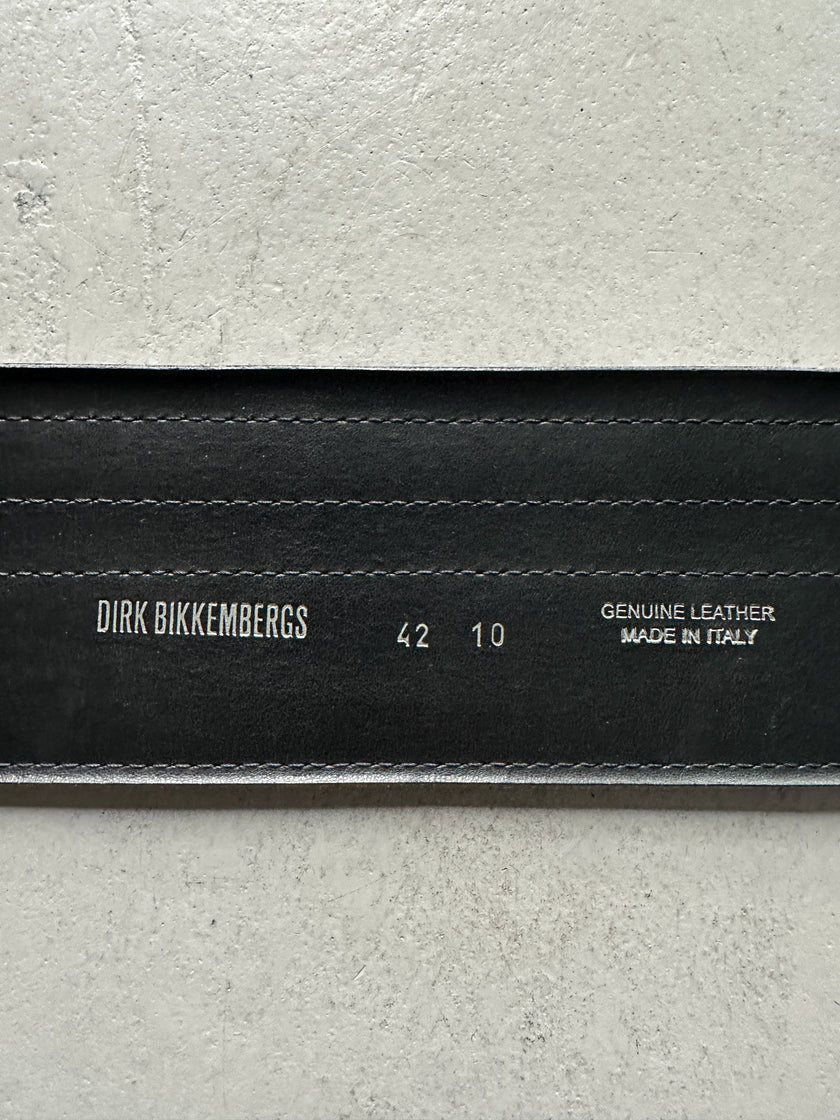 DIRK BIKKEMBERGS
42 10
GENUINE LEATHER
MADE IN ITALY